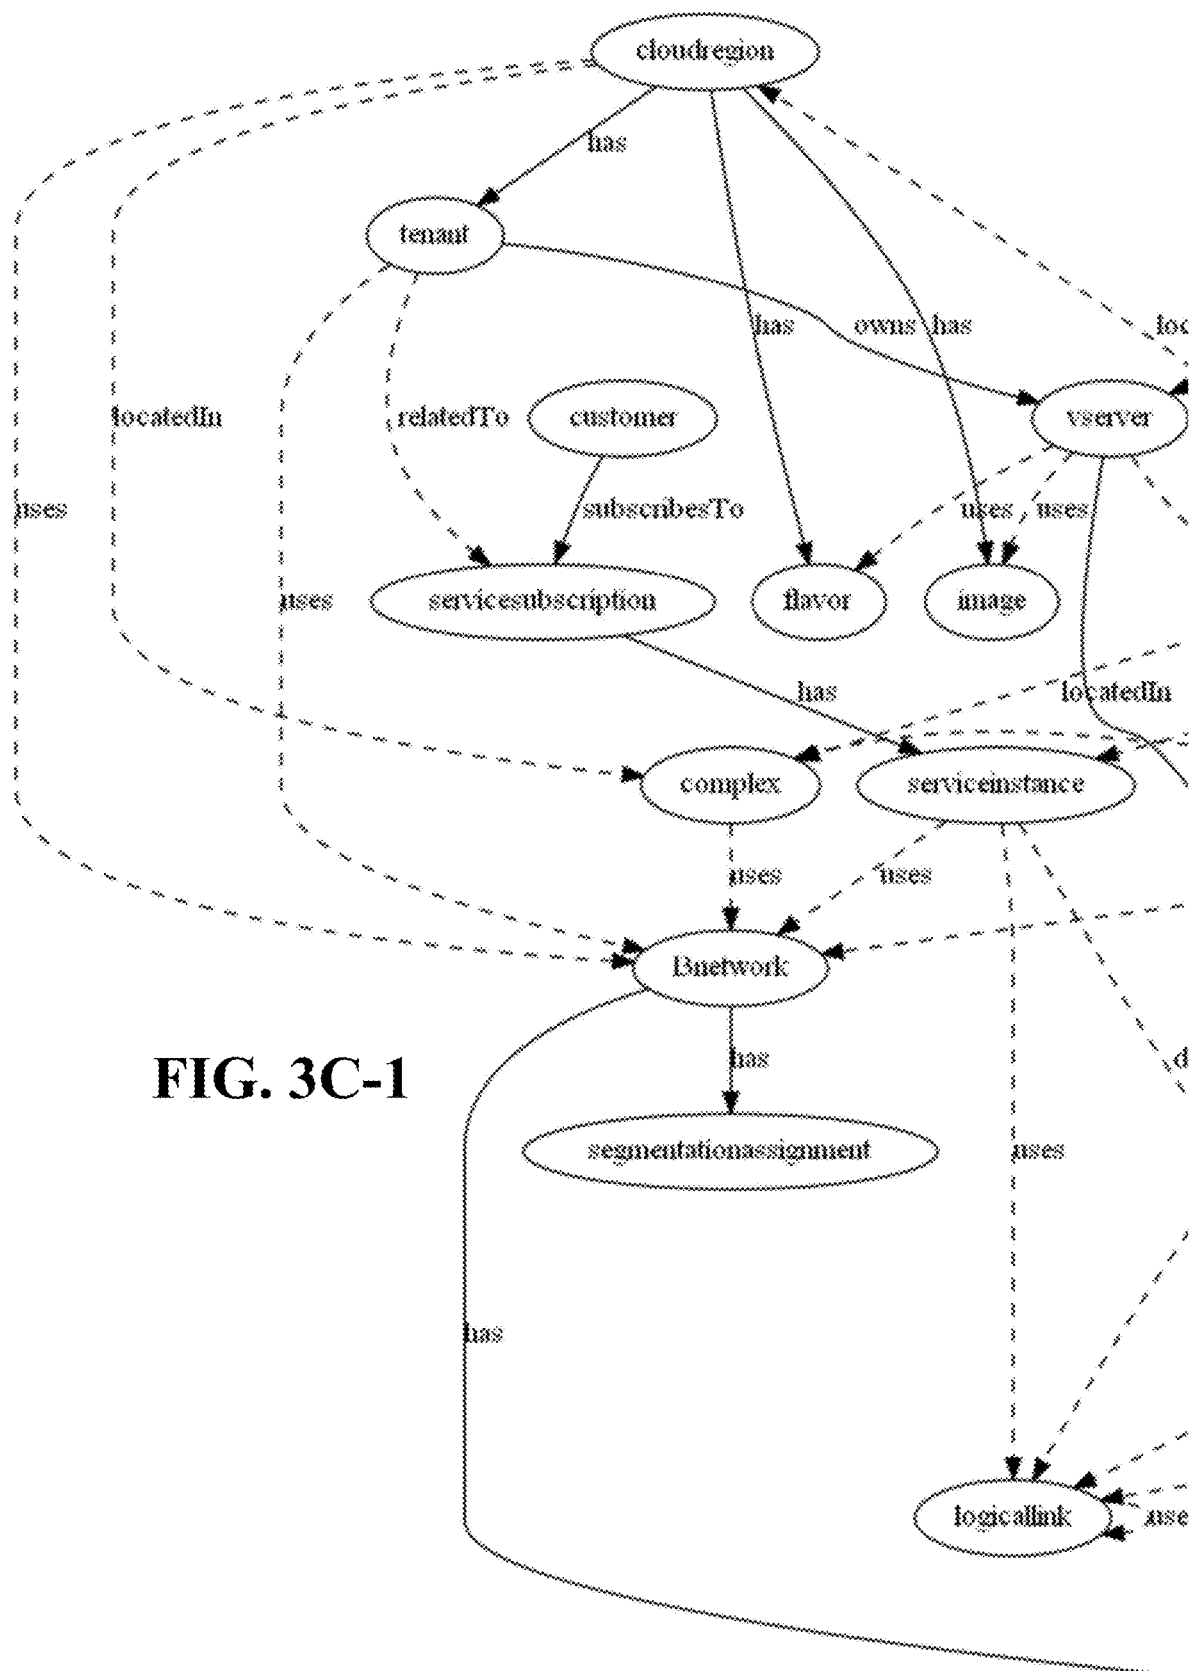 cloudregion
has
tenant
has
owns
has
loc
locatedIn
relatedTo
customer
vserver
uses
subscribesTo
uses
uses
uses
servicesubscription
flavor
image
has
locatedIn
complex
serviceinstance
uses
uses
l3network
FIG. 3C-1
has
d
segmentationassignment
uses
has
logicallink
use